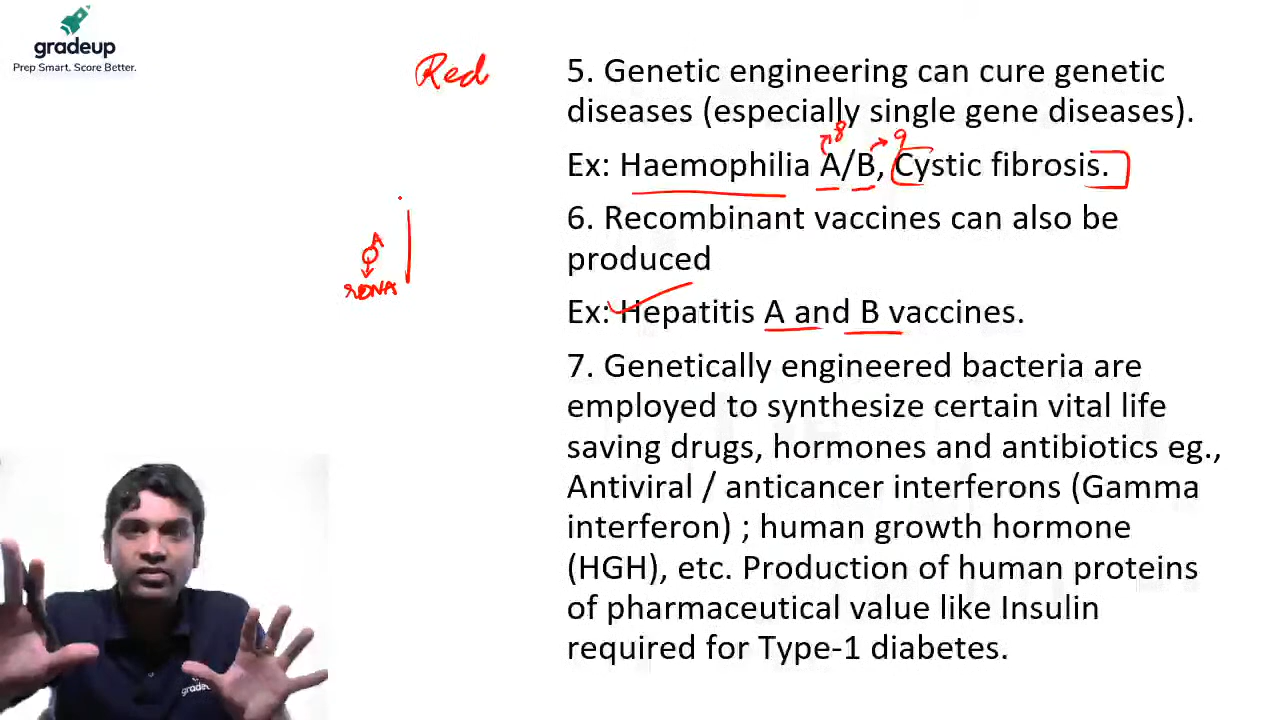 gradeup
Prep Smart. Score Better.
Red
5. Genetic engineering can cure genetic
diseases (especially single gene diseases).
8 9
Ex: Haemophilia A/B, Cystic fibrosis.
6. Recombinant vaccines can also be
produced
A
rDNA
Ex: Hepatitis A and B vaccines.
7. Genetically engineered bacteria are
employed to synthesize certain vital life
saving drugs, hormones and antibiotics eg.,
Antiviral / anticancer interferons (Gamma
interferon) ; human growth hormone
(HGH), etc. Production of human proteins
of pharmaceutical value like Insulin
required for Type-1 diabetes.
gradeup